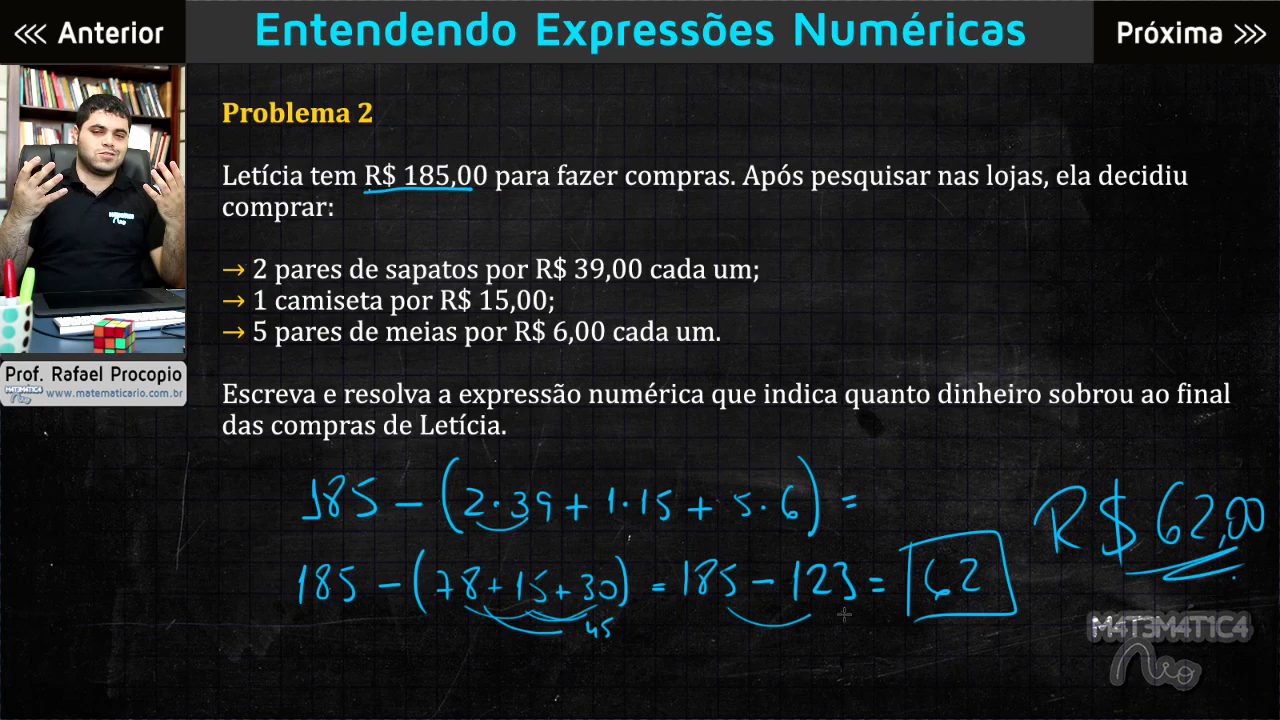 <<< Anterior
Entendendo Expressões Numéricas
Próxima >>>
Problema 2
Letícia tem R$ 185,00 para fazer compras. Após pesquisar nas lojas, ela decidiu
comprar:
→ 2 pares de sapatos por R$ 39,00 cada um;
→ 1 camiseta por R$ 15,00;
→ 5 pares de meias por R$ 6,00 cada um.
Prof. Rafael Procopio
MATEMÁTICA Rio www.matematicario.com.br
Escreva e resolva a expressão numérica que indica quanto dinheiro sobrou ao final
das compras de Letícia.
185 - (2·39 + 1·15 + 5·6) =
R$ 62,00
185 - (78 + 15 + 30) = 185 - 123 = 62
45
M4T3M4T1C4
Rio